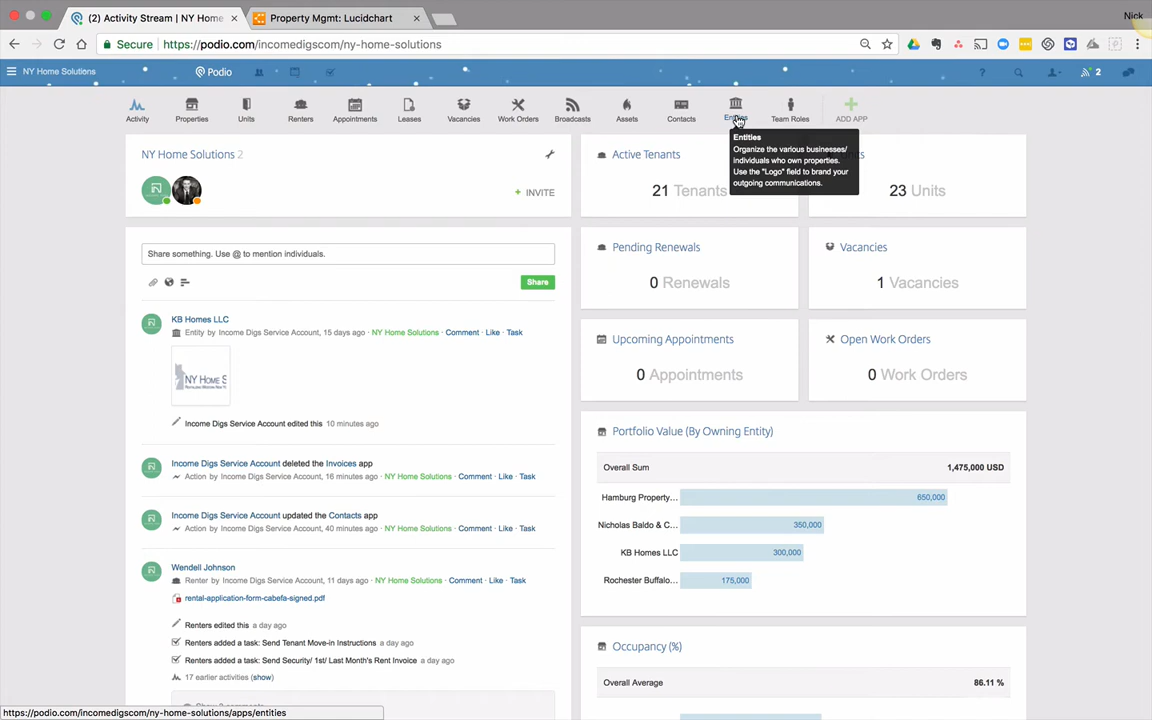 (2) Activity Stream | NY Home
Property Mgmt: Lucidchart
Nick
Secure
https://podio.com/incomedigscom/ny-home-solutions
NY Home Solutions
Podio
2
Activity
Properties
Units
Renters
Appointments
Leases
Vacancies
Work Orders
Broadcasts
Assets
Contacts
Team Roles
ADD APP
Entities
Organize the various businesses/
individuals who own properties.
Use the "Logo" field to brand your
outgoing communications.
NY Home Solutions 2
+ INVITE
Active Tenants
21 Tenants
23 Units
Share something. Use @ to mention individuals.
Share
Pending Renewals
0 Renewals
Vacancies
1 Vacancies
Upcoming Appointments
0 Appointments
Open Work Orders
0 Work Orders
KB Homes LLC
Entity by Income Digs Service Account, 15 days ago · NY Home Solutions · Comment · Like · Task
NY HOME S
Income Digs Service Account edited this 10 minutes ago
Income Digs Service Account deleted the Invoices app
Action by Income Digs Service Account, 16 minutes ago · NY Home Solutions · Comment · Like · Task
Income Digs Service Account updated the Contacts app
Action by Income Digs Service Account, 40 minutes ago · NY Home Solutions · Comment · Like · Task
Wendell Johnson
Renter by Income Digs Service Account, 11 days ago · NY Home Solutions · Comment · Like · Task
rental-application-form-cabefa-signed.pdf
Renters edited this a day ago
Renters added a task: Send Tenant Move-in Instructions a day ago
Renters added a task: Send Security/ 1st/ Last Month's Rent Invoice a day ago
17 earlier activities (show)
Portfolio Value (By Owning Entity)
Overall Sum
1,475,000 USD
Hamburg Property...
650,000
Nicholas Baldo & C...
350,000
KB Homes LLC
300,000
Rochester Buffalo...
175,000
Occupancy (%)
Overall Average
86.11 %
https://podio.com/incomedigscom/ny-home-solutions/apps/entities